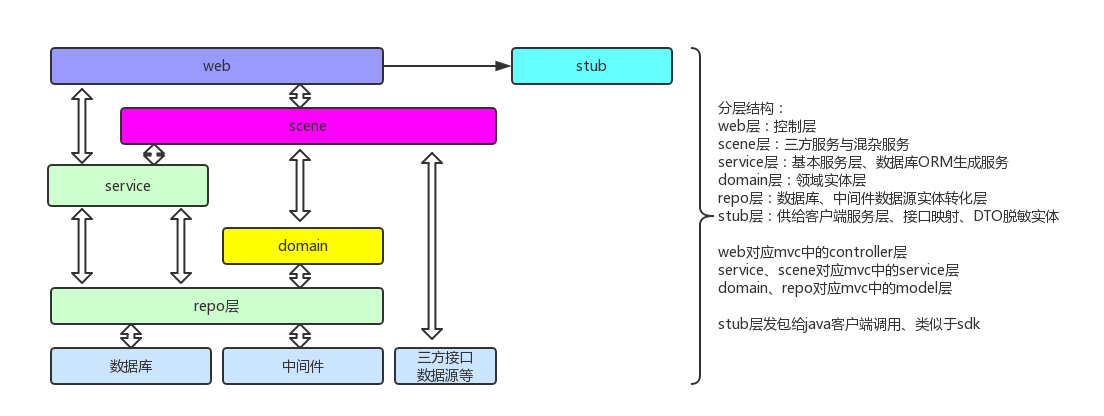 web
stub
scene
service
domain
repo层
数据库
中间件
三方接口
数据源等
分层结构：
web层：控制层
scene层：三方服务与混杂服务
service层：基本服务层、数据库ORM生成服务
domain层：领域实体层
repo层：数据库、中间件数据源实体转化层
stub层：供给客户端服务层、接口映射、DTO脱敏实体
web对应mvc中的controller层
service、scene对应mvc中的service层
domain、repo对应mvc中的model层
stub层发包给java客户端调用、类似于sdk